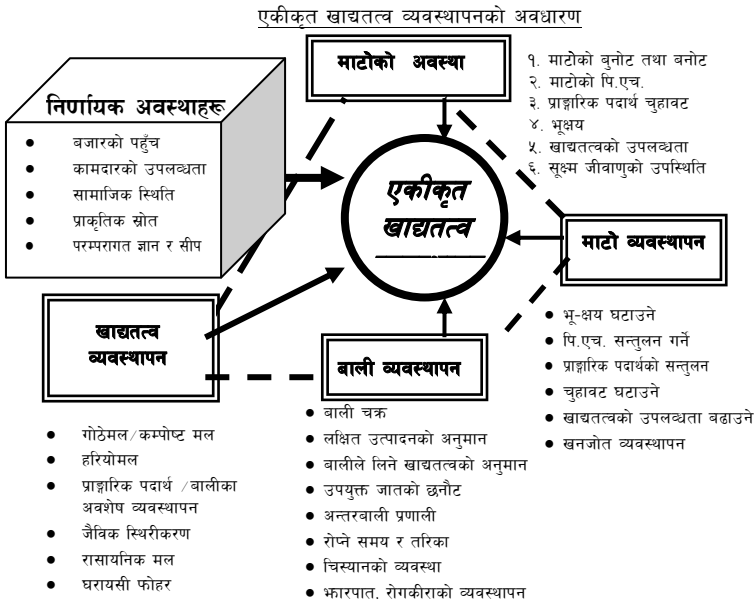 एकीकृत खाद्यतत्व व्यवस्थापनको अवधारण
माटोको अवस्था
१. माटोको बुनोट तथा बनोट
२. माटोको पि.एच.
३. प्राङ्गारिक पदार्थ चुहावट
४. भूक्षय
५. खाद्यतत्वको उपलब्धता
६. सूक्ष्म जीवाणुको उपस्थिति
निर्णायक अवस्थाहरू
● बजारको पहुँच
● कामदारको उपलब्धता
● सामाजिक स्थिति
● प्राकृतिक स्रोत
● परम्परागत ज्ञान र सीप
एकीकृत
खाद्यतत्व
माटो व्यवस्थापन
● भू-क्षय घटाउने
● पि.एच. सन्तुलन गर्ने
● प्राङ्गारिक पदार्थको सन्तुलन
● चुहावट घटाउने
● खाद्यतत्वको उपलब्धता बढाउने
● खनजोत व्यवस्थापन
खाद्यतत्व
व्यवस्थापन
● गोठेमल/कम्पोष्ट मल
● हरियोमल
● प्राङ्गारिक पदार्थ /बालीका
अवशेष व्यवस्थापन
● जैविक स्थिरीकरण
● रासायनिक मल
● घरायसी फोहर
बाली व्यवस्थापन
● बाली चक्र
● लक्षित उत्पादनको अनुमान
● बालीले लिने खाद्यतत्वको अनुमान
● उपयुक्त जातको छनौट
● अन्तरबाली प्रणाली
● रोप्ने समय र तरिका
● चिस्यानको व्यवस्था
● झारपात, रोगकीराको व्यवस्थापन